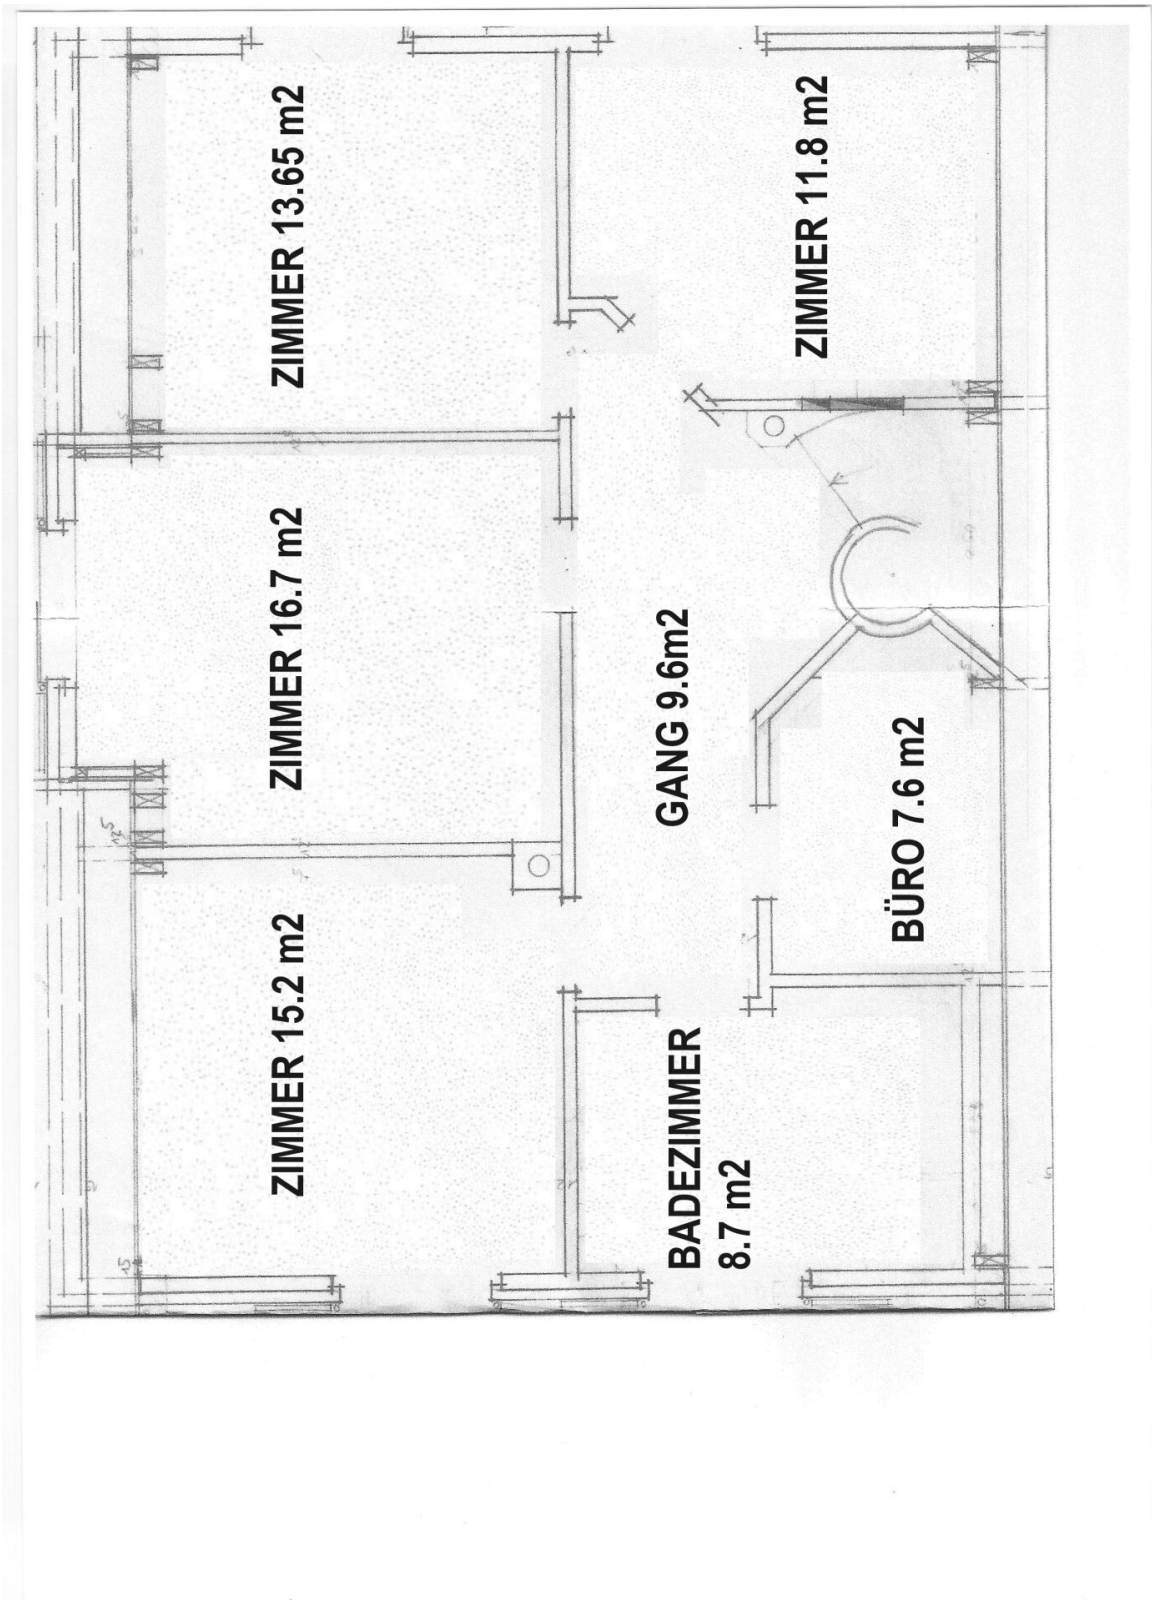 ZIMMER 13.65 m2
ZIMMER 11.8 m2
ZIMMER 16.7 m2
GANG 9.6m2
BÜRO 7.6 m2
ZIMMER 15.2 m2
BADEZIMMER
8.7 m2